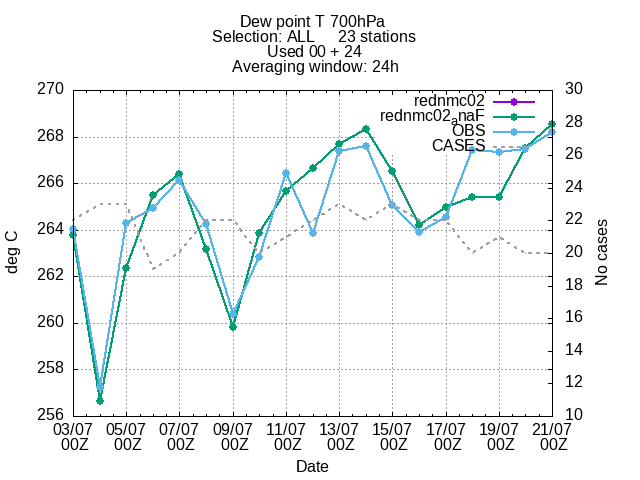 Dew point T 700hPa
Selection: ALL 23 stations
Used 00 + 24
Averaging window: 24h
270 30
rednmc02
rednmc02anaF
OBS
CASES
268
266
264
262
260
258
256
28
26
24
22
20
18
16
14
12
10
deg C
No cases
03/07 05/07 07/07 09/07 11/07 13/07 15/07 17/07 19/07 21/07
00Z 00Z 00Z 00Z 00Z 00Z 00Z 00Z 00Z 00Z
Date